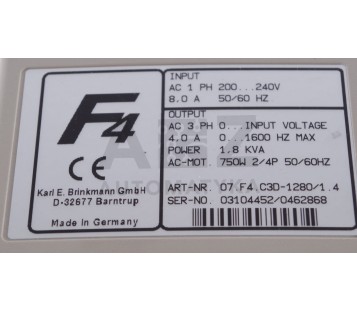 F4
CE
Karl E. Brinkmann GmbH
D-32677 Barntrup
Made in Germany
INPUT
AC 1 PH 200...240V
8.0 A 50/60 HZ
OUTPUT
AC 3 PH 0...INPUT VOLTAGE
4.0 A 0...1600 HZ MAX
POWER 1.8 KVA
AC-MOT. 750W 2/4P 50/60HZ
ART-NR. 07.F4.C3D-1280/1.4
SER-NO. 03104452/0462868
AUTOMATYKA